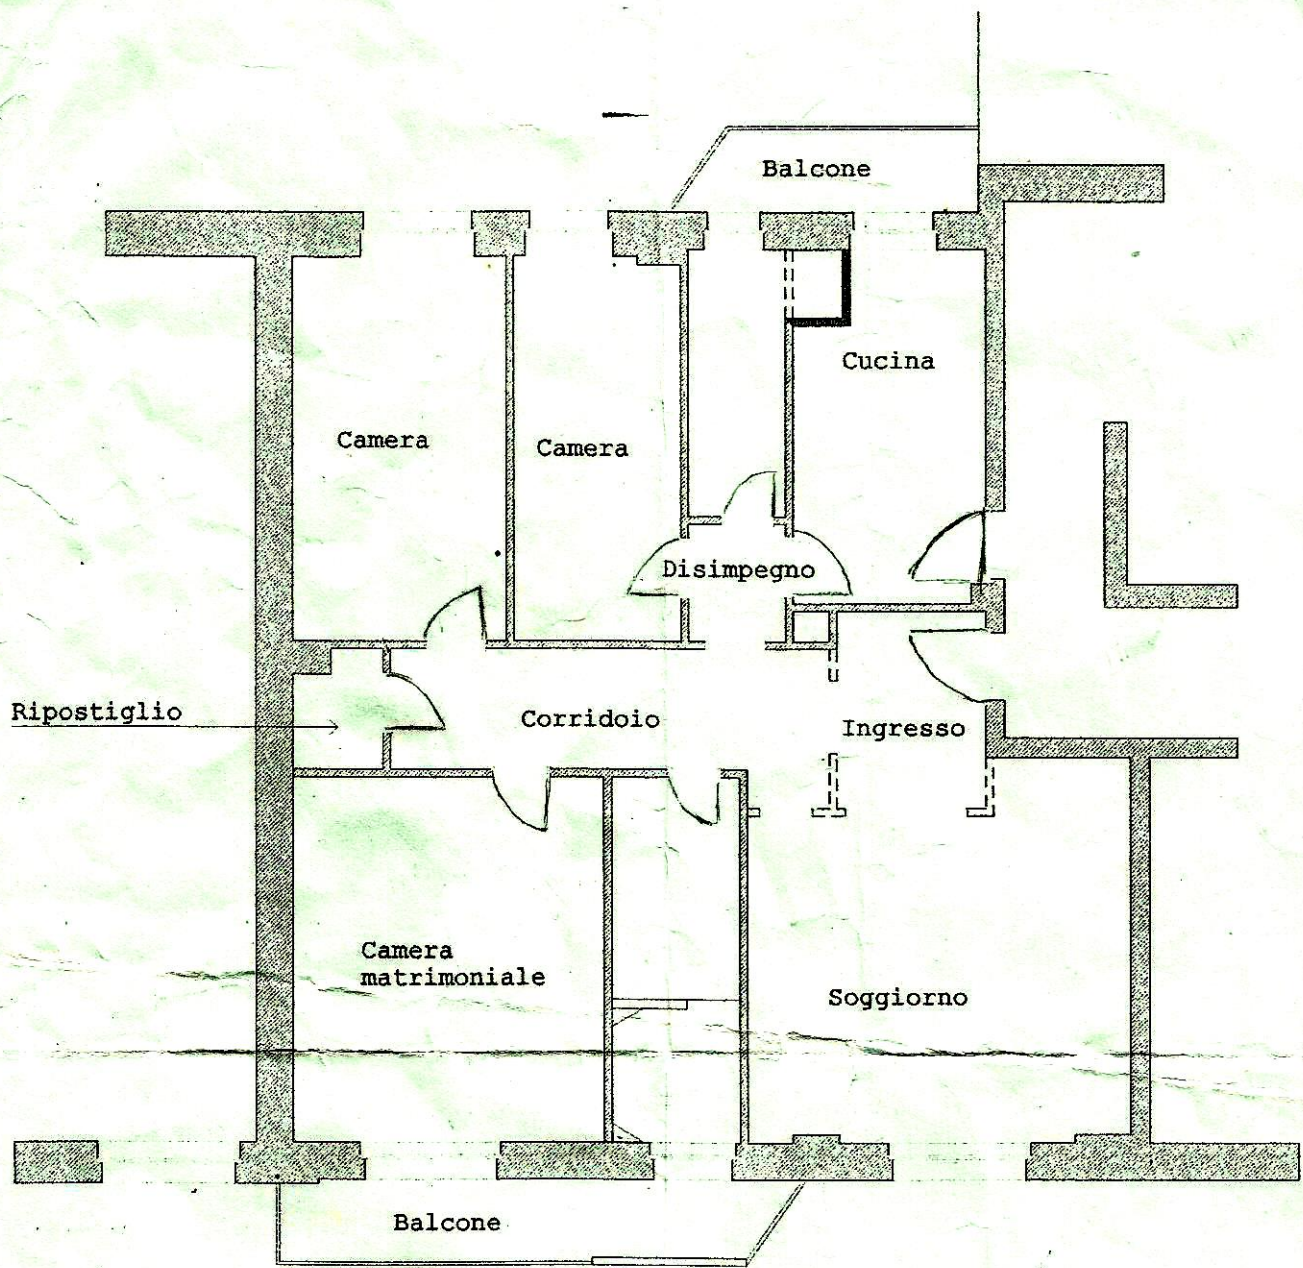 Balcone
Cucina
Camera
Camera
Disimpegno
Ripostiglio
Corridoio
Ingresso
Camera
matrimoniale
Soggiorno
Balcone